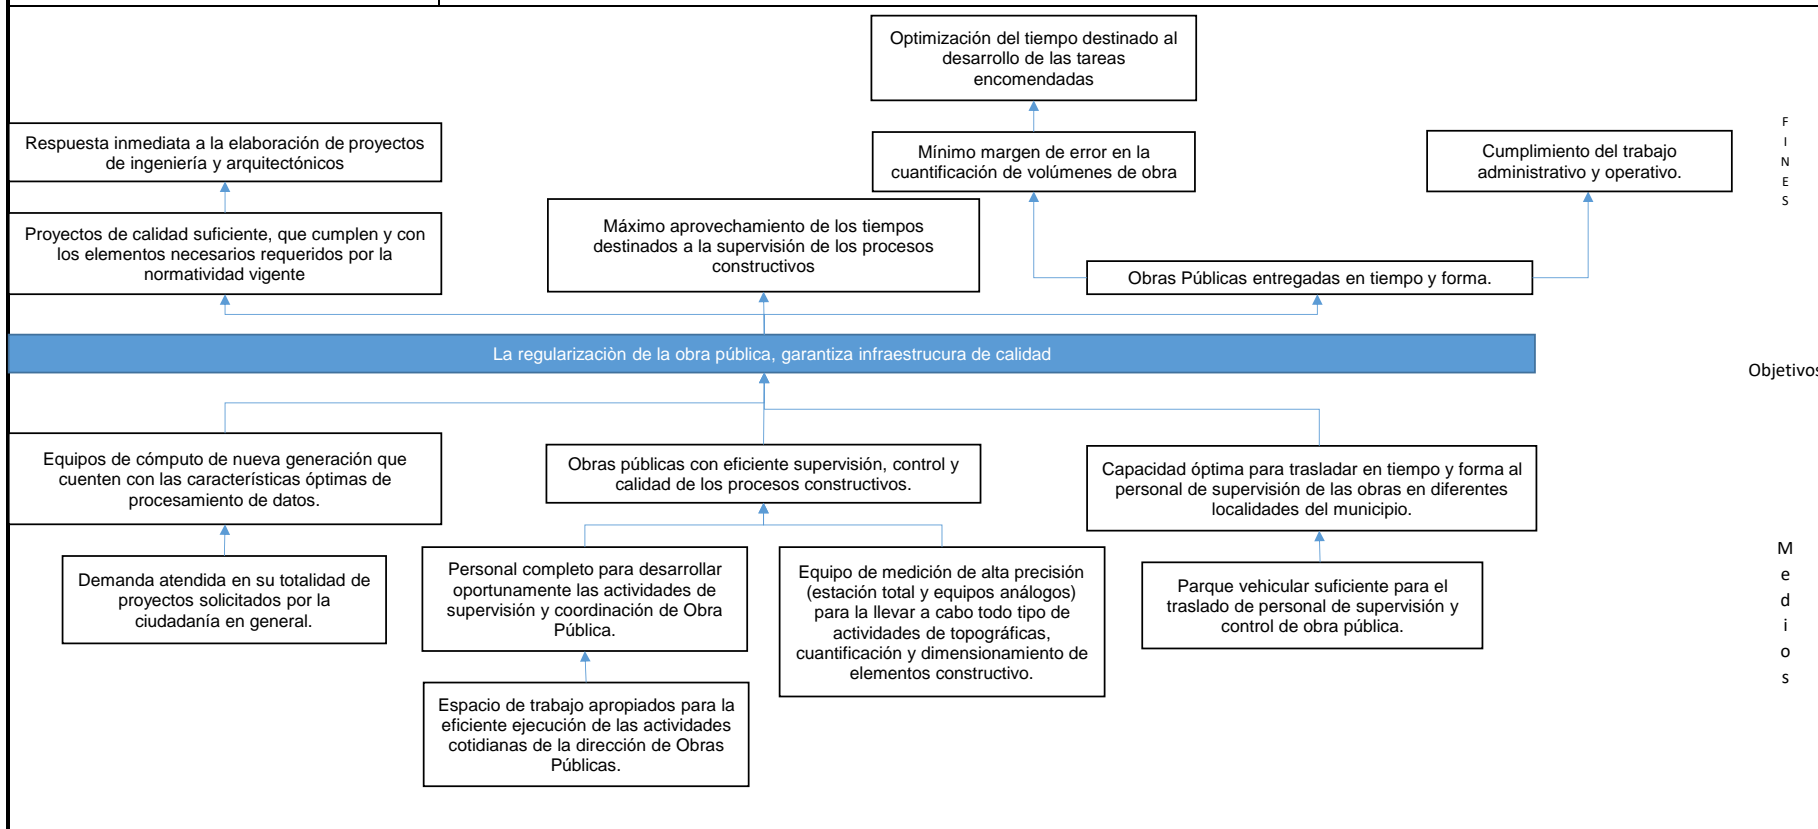 Optimización del tiempo destinado al
desarrollo de las tareas
encomendadas
Respuesta inmediata a la elaboración de proyectos
de ingeniería y arquitectónicos
Mínimo margen de error en la
cuantificación de volúmenes de obra
Cumplimiento del trabajo
administrativo y operativo.
F
I
N
E
S
Proyectos de calidad suficiente, que cumplen y con
los elementos necesarios requeridos por la
normatividad vigente
Máximo aprovechamiento de los tiempos
destinados a la supervisión de los procesos
constructivos
Obras Públicas entregadas en tiempo y forma.
La regularizaciòn de la obra pública, garantiza infraestrucura de calidad
Objetivos
Equipos de cómputo de nueva generación que
cuenten con las características óptimas de
procesamiento de datos.
Obras públicas con eficiente supervisión, control y
calidad de los procesos constructivos.
Capacidad óptima para trasladar en tiempo y forma al
personal de supervisión de las obras en diferentes
localidades del municipio.
Demanda atendida en su totalidad de
proyectos solicitados por la
ciudadanía en general.
Personal completo para desarrollar
oportunamente las actividades de
supervisión y coordinación de Obra
Pública.
Equipo de medición de alta precisión
(estación total y equipos análogos)
para la llevar a cabo todo tipo de
actividades de topográficas,
cuantificación y dimensionamiento de
elementos constructivo.
Parque vehicular suficiente para el
traslado de personal de supervisión y
control de obra pública.
M
e
d
i
o
s
Espacio de trabajo apropiados para la
eficiente ejecución de las actividades
cotidianas de la dirección de Obras
Públicas.